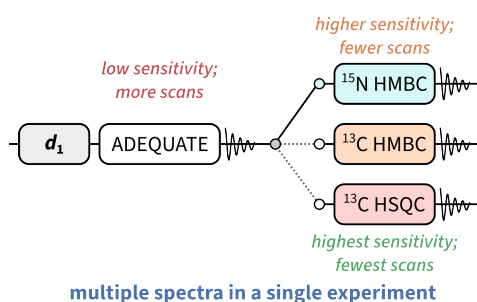 higher sensitivity;
fewer scans
low sensitivity;
more scans
¹⁵N HMBC
d₁
ADEQUATE
¹³C HMBC
¹³C HSQC
highest sensitivity;
fewest scans
multiple spectra in a single experiment